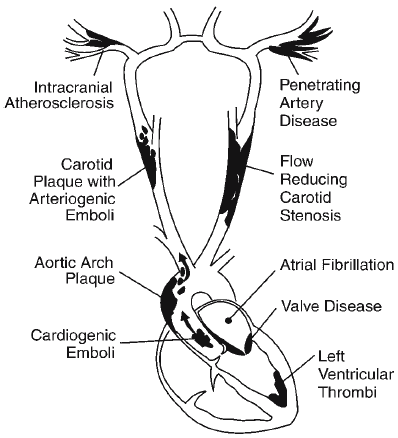 Intracranial
Atherosclerosis
Penetrating
Artery
Disease
Carotid
Plaque with
Arteriogenic
Emboli
Flow
Reducing
Carotid
Stenosis
Aortic Arch
Plaque
Atrial Fibrillation
Valve Disease
Cardiogenic
Emboli
Left
Ventricular
Thrombi